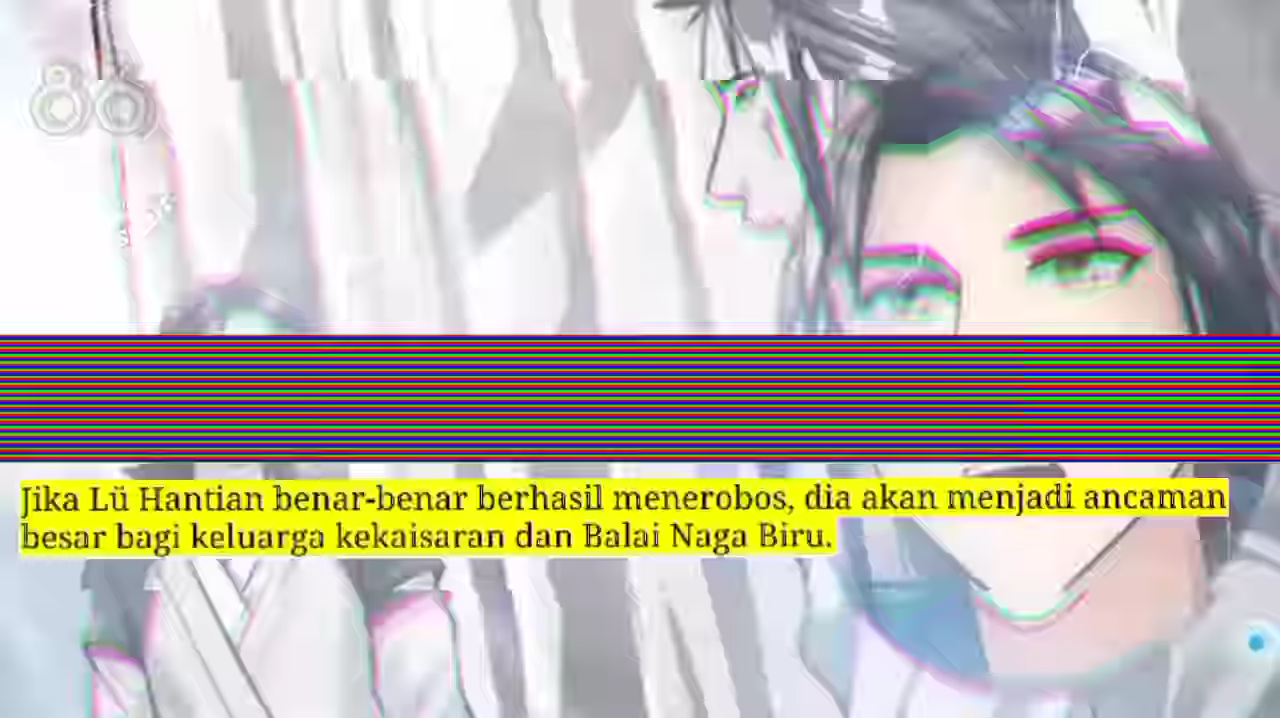 Jika Lü Hantian benar-benar berhasil menerobos, dia akan menjadi ancaman
besar bagi keluarga kekaisaran dan Balai Naga Biru.